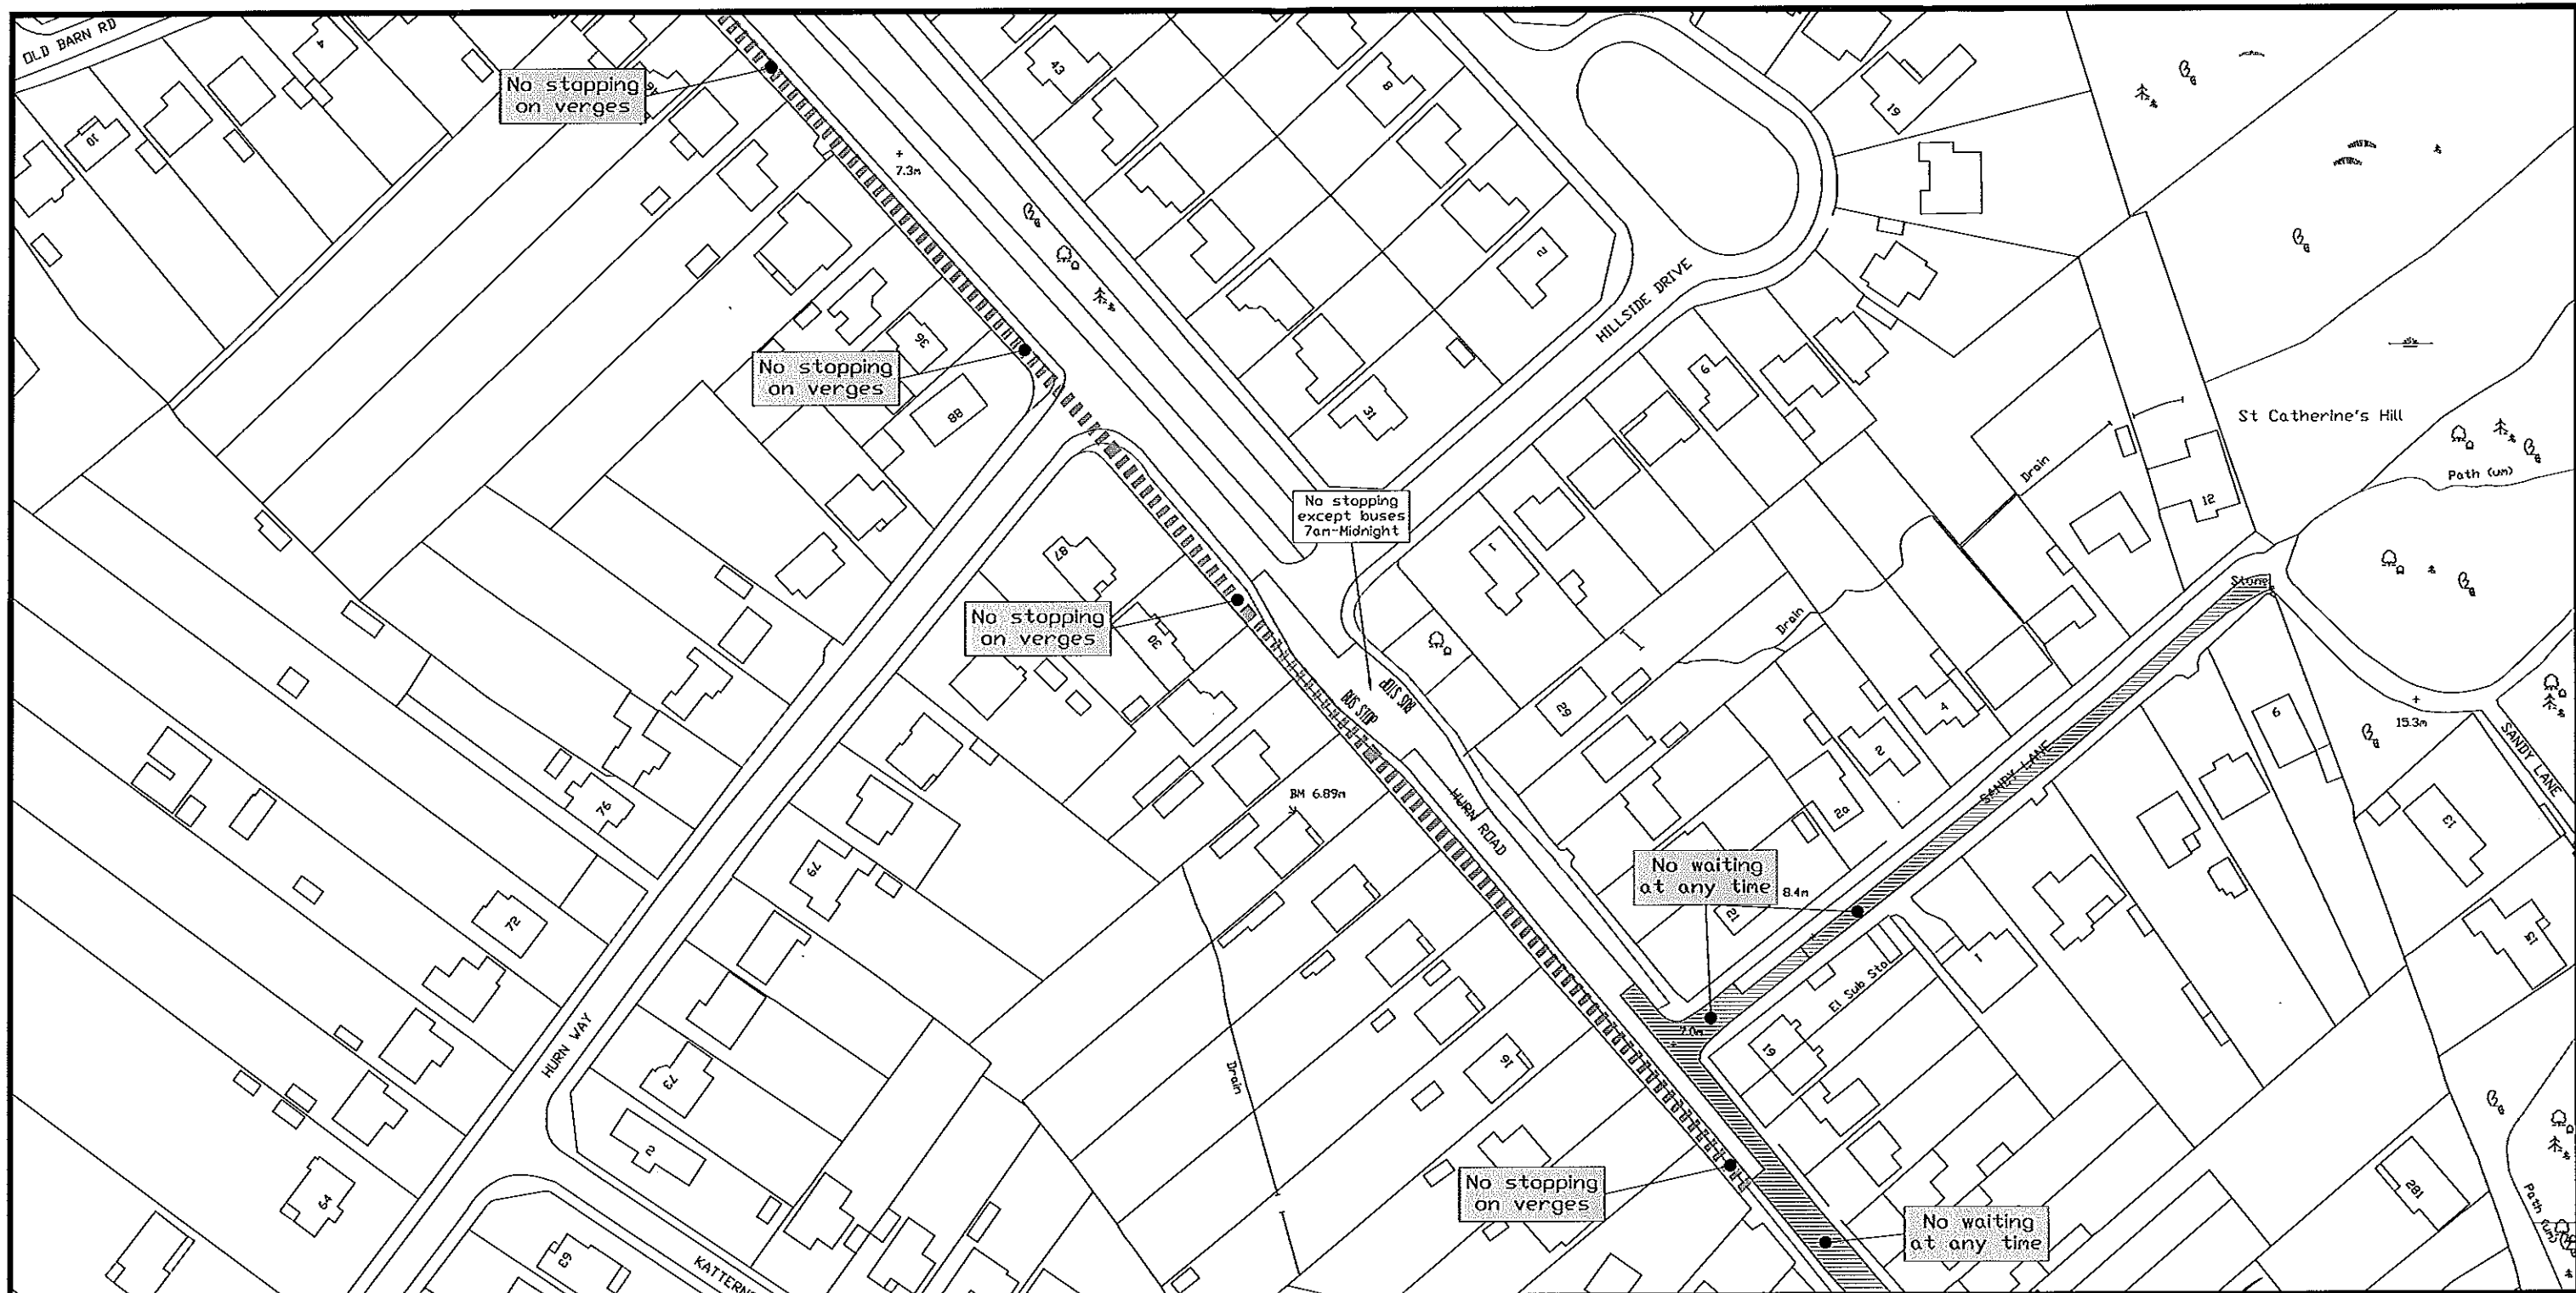 OLD BARN RD
4
10
46
No stopping
on verges
43
8
19
7.3m
2
HILLSIDE DRIVE
36
No stopping
on verges
88
31
6
St Catherine's Hill
Path (um)
Drain
12
No stopping
except buses
7am-Midnight
1
87
Stone
No stopping
on verges
30
Drain
BUS STOP
BUS STOP
29
4
6
15.3m
SANDY LANE
2
SANDY LANE
76
BM 6.89m
HURN ROAD
2a
13
79
No waiting
at any time
8.4m
21
72
15
1
El Sub Sta
HURN WAY
7.0m
19
16
73
Drain
2
64
No stopping
on verges
281
Path
No waiting
at any time
63